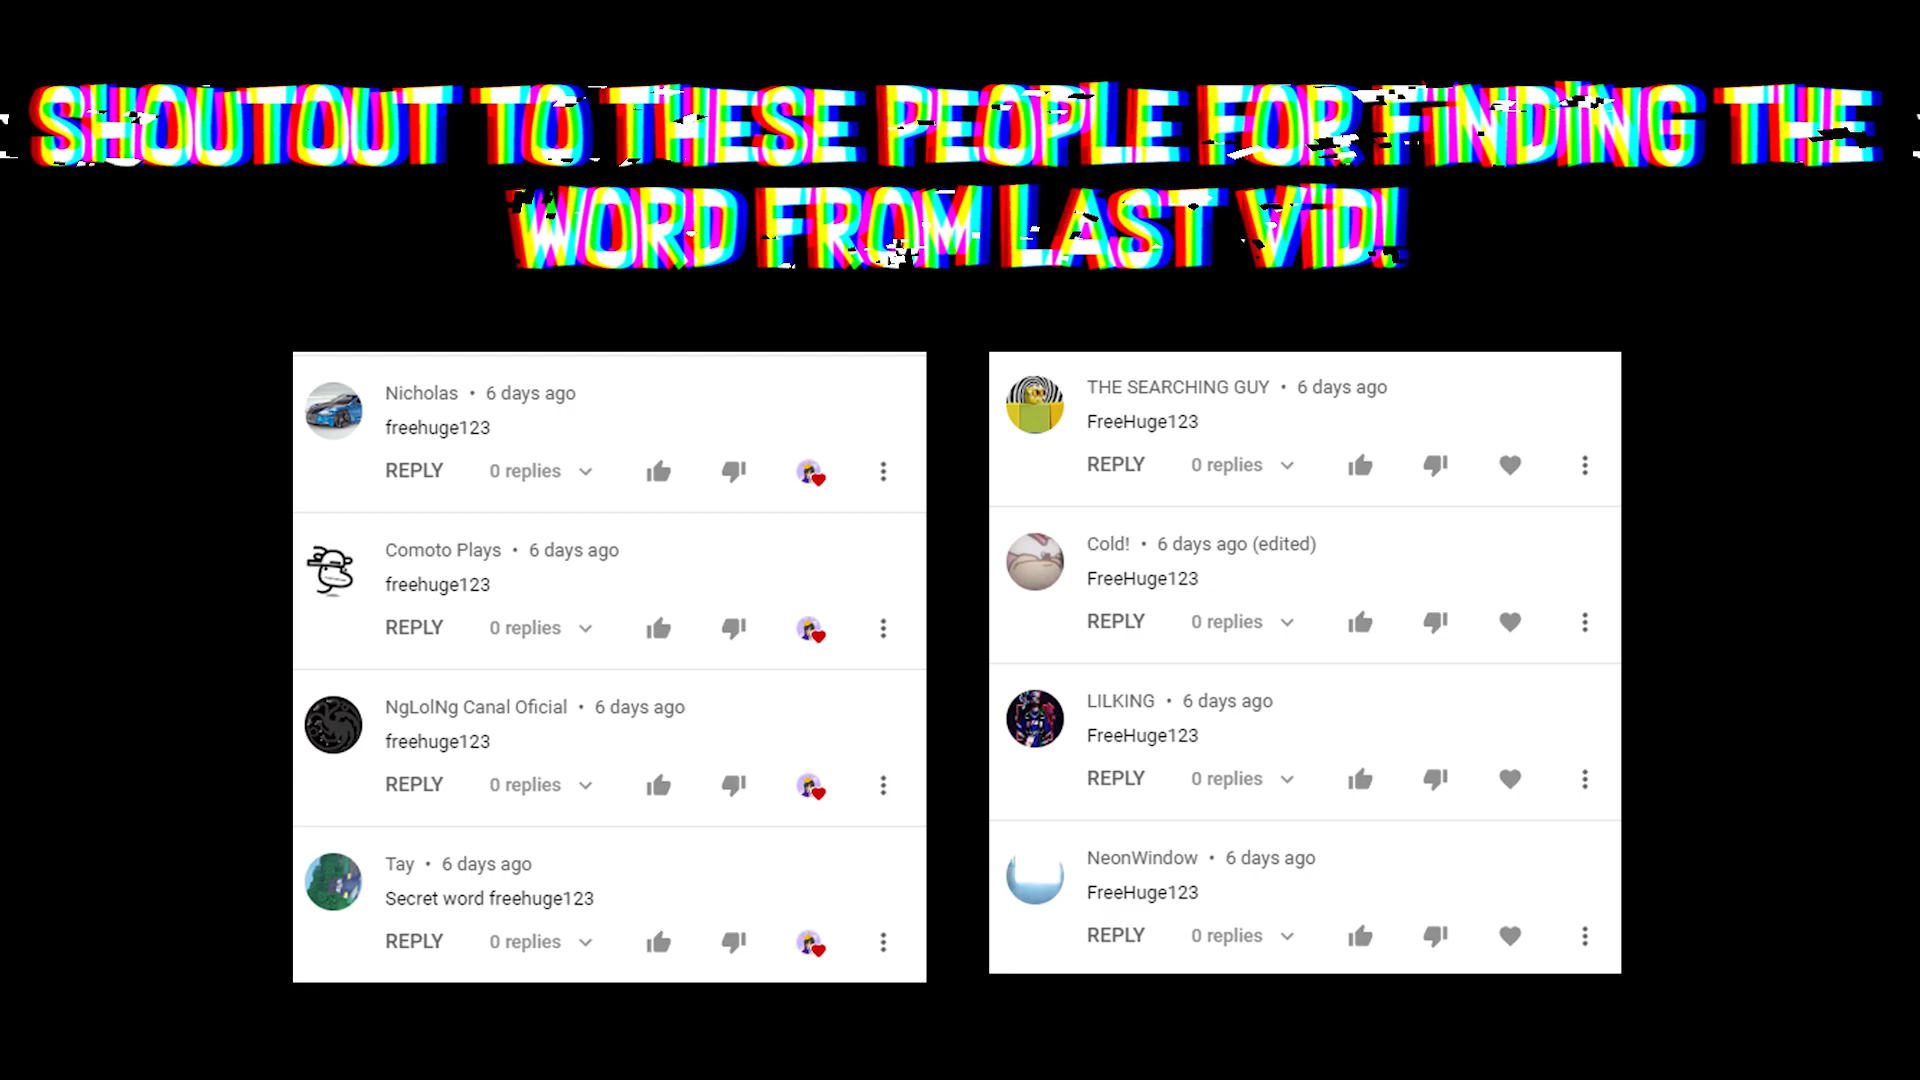 SHOUTOUT TO THESE PEOPLE FOR FINDING THE
WORD FROM LAST VID!
Nicholas • 6 days ago
freehuge123
REPLY 0 replies
Comoto Plays • 6 days ago
freehuge123
REPLY 0 replies
NgLolNg Canal Oficial • 6 days ago
freehuge123
REPLY 0 replies
Tay • 6 days ago
Secret word freehuge123
REPLY 0 replies
THE SEARCHING GUY • 6 days ago
FreeHuge123
REPLY 0 replies
Cold! • 6 days ago (edited)
FreeHuge123
REPLY 0 replies
LILKING • 6 days ago
FreeHuge123
REPLY 0 replies
NeonWindow • 6 days ago
FreeHuge123
REPLY 0 replies